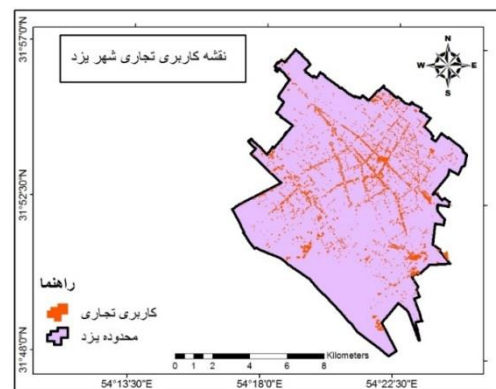 نقشه کاربری تجاری شهر یزد
N
W E
S
31°57'0"N
31°52'30"N
31°48'0"N
راهنما
کاربری تجاری
محدوده یزد
0 1 2 4 6 8
Kilometers
54°13'30"E 54°18'0"E 54°22'30"E